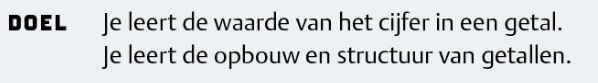 DOEL Je leert de waarde van het cijfer in een getal.
Je leert de opbouw en structuur van getallen.